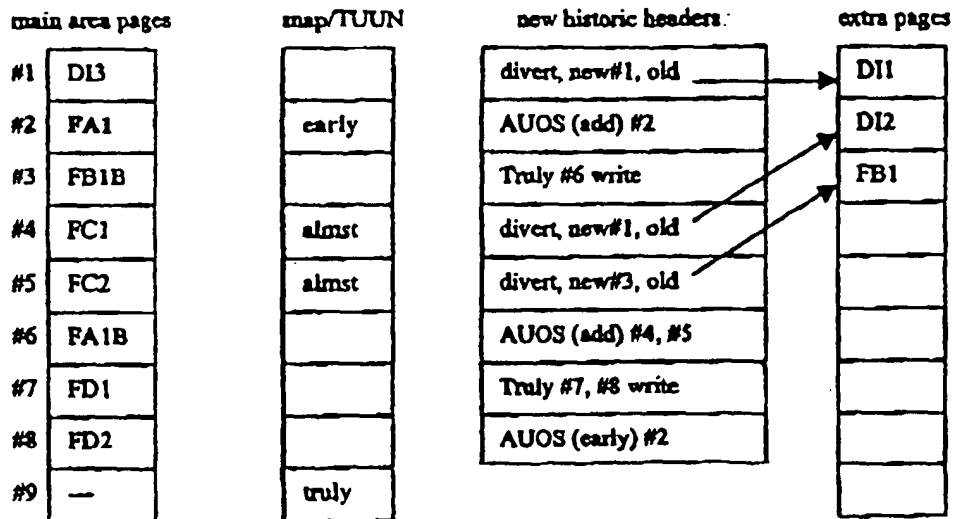 main area pages map/TUUN new historic headers: extra pages
#1 DI3 divert, new#1, old DI1
#2 FA1 early AUOS (add) #2 DI2
#3 FB1B Truly #6 write FB1
#4 FC1 almst divert, new#1, old
#5 FC2 almst divert, new#3, old
#6 FA1B AUOS (add) #4, #5
#7 FD1 Truly #7, #8 write
#8 FD2 AUOS (early) #2
#9 — truly